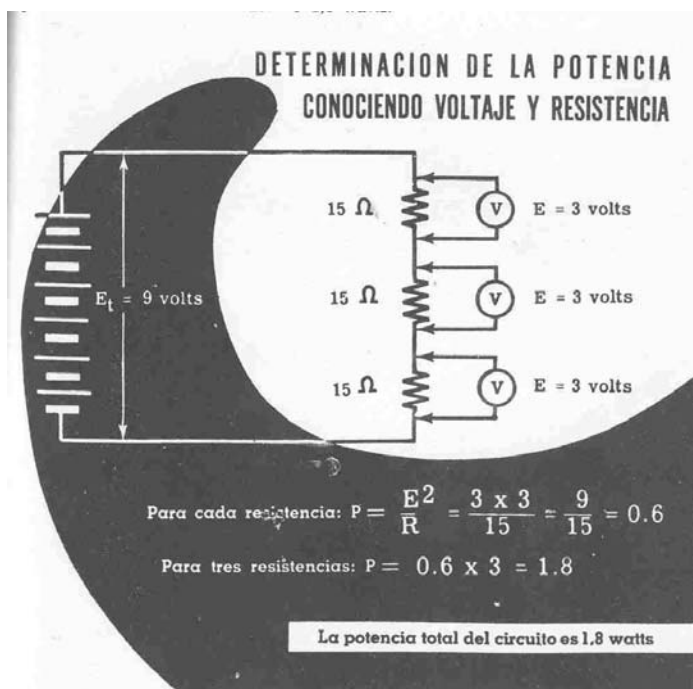 DETERMINACION DE LA POTENCIA
CONOCIENDO VOLTAJE Y RESISTENCIA
15 Ω V E = 3 volts
E_t = 9 volts 15 Ω V E = 3 volts
15 Ω V E = 3 volts
Para cada resistencia: P = E²/R = 3 x 3/15 = 9/15 = 0.6
Para tres resistencias: P = 0.6 x 3 = 1.8
La potencia total del circuito es 1,8 watts